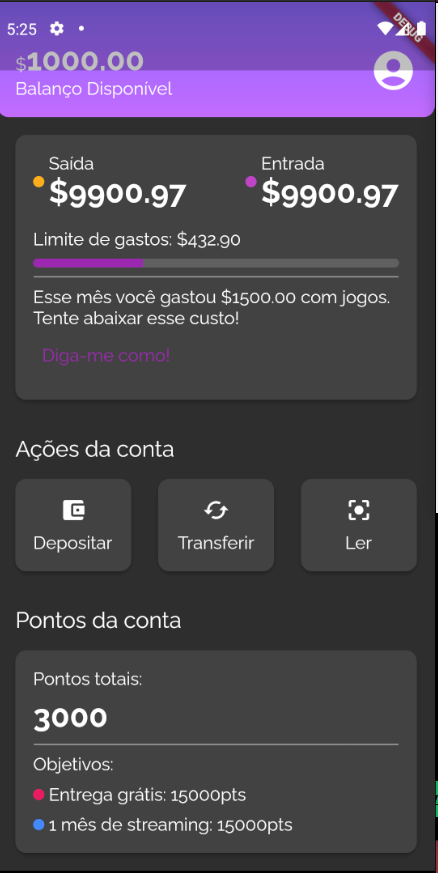 5:25
DEBUG
$1000.00
Balanço Disponível
Saída
Entrada
$9900.97
$9900.97
Limite de gastos: $432.90
Esse mês você gastou $1500.00 com jogos.
Tente abaixar esse custo!
Diga-me como!
Ações da conta
Depositar
Transferir
Ler
Pontos da conta
Pontos totais:
3000
Objetivos:
Entrega grátis: 15000pts
1 mês de streaming: 15000pts